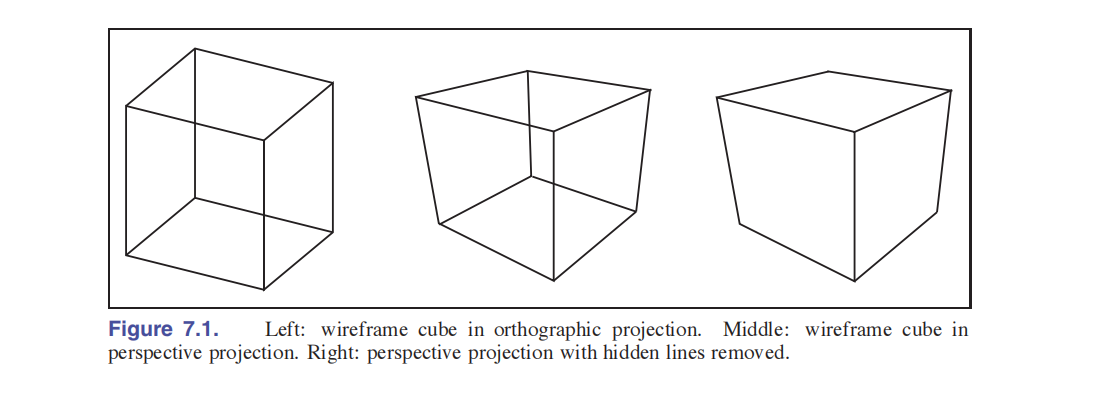 Figure 7.1. Left: wireframe cube in orthographic projection. Middle: wireframe cube in
perspective projection. Right: perspective projection with hidden lines removed.